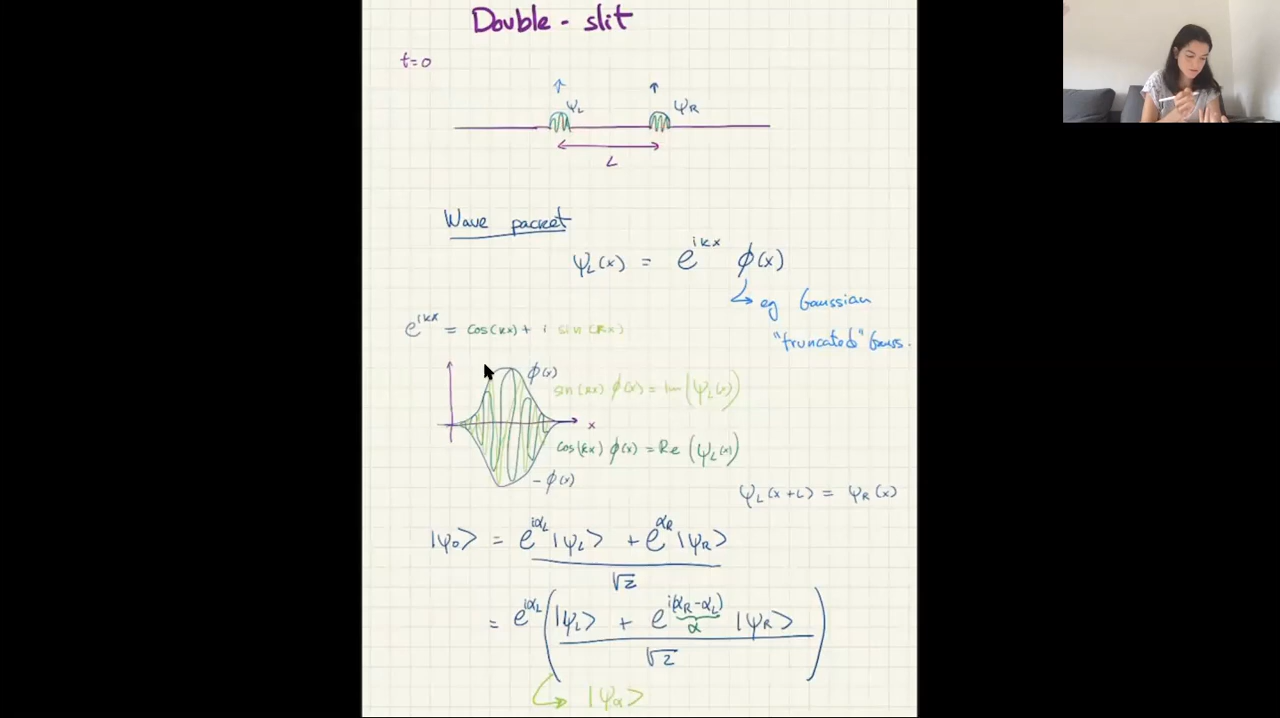 Double - slit
t=0
ψL ψR
L
Wave packet
ψL(x) = e^{ikx} ϕ(x)
↳ eg Gaussian
"truncated" Gauss.
e^{ikx} = cos(kx) + i sin(kx)
ϕ(x)
sin(kx) ϕ(x) = Im(ψL(x))
x
cos(kx) ϕ(x) = Re(ψL(x))
-ϕ(x)
ψL(x+L) = ψR(x)
|ψ0> = e^{iαL}|ψL> + e^{αR}|ψR>
√2
= e^{iαL}(|ψL> + e^{i(αR-αL)} |ψR>)
α
√2
↳ |ψα>